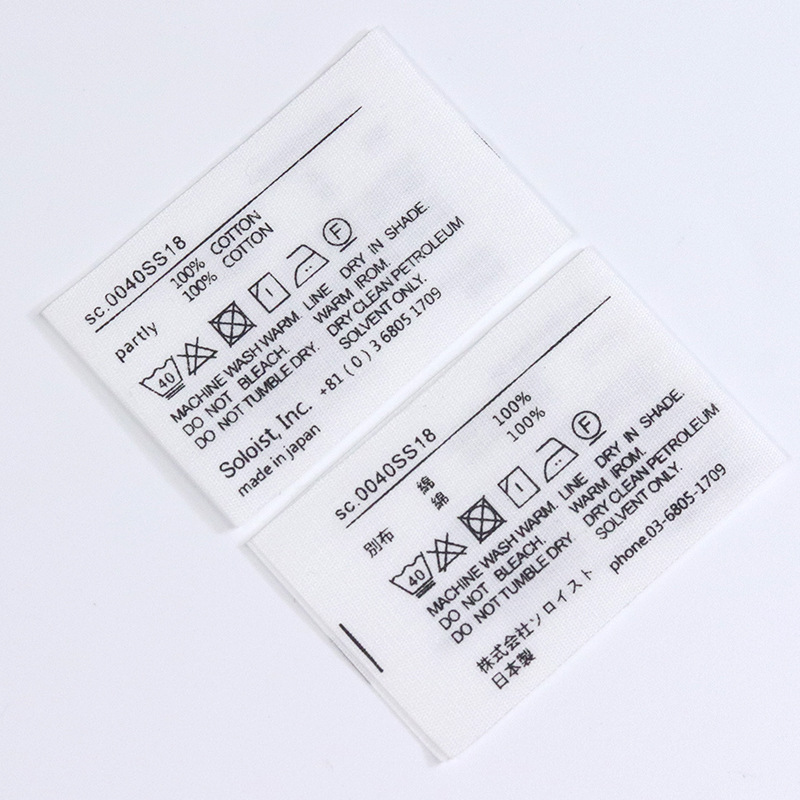 sc.0040SS18
100% COTTON
partly 100% COTTON
40 F
MACHINE WASH WARM. LINE DRY IN SHADE.
DO NOT BLEACH. WARM IROM.
DO NOT TUMBLE DRY. DRY CLEAN PETROLEUM
SOLVENT ONLY.
Soloist, Inc. +81 ( 0 ) 3 6805 1709
made in japan
sc.0040SS18
綿 100%
別布 綿 100%
40 F
MACHINE WASH WARM. LINE DRY IN SHADE.
DO NOT BLEACH. WARM IROM.
DO NOT TUMBLE DRY. DRY CLEAN PETROLEUM
SOLVENT ONLY.
株式会社ソロイスト phone.03-6805-1709
日本製